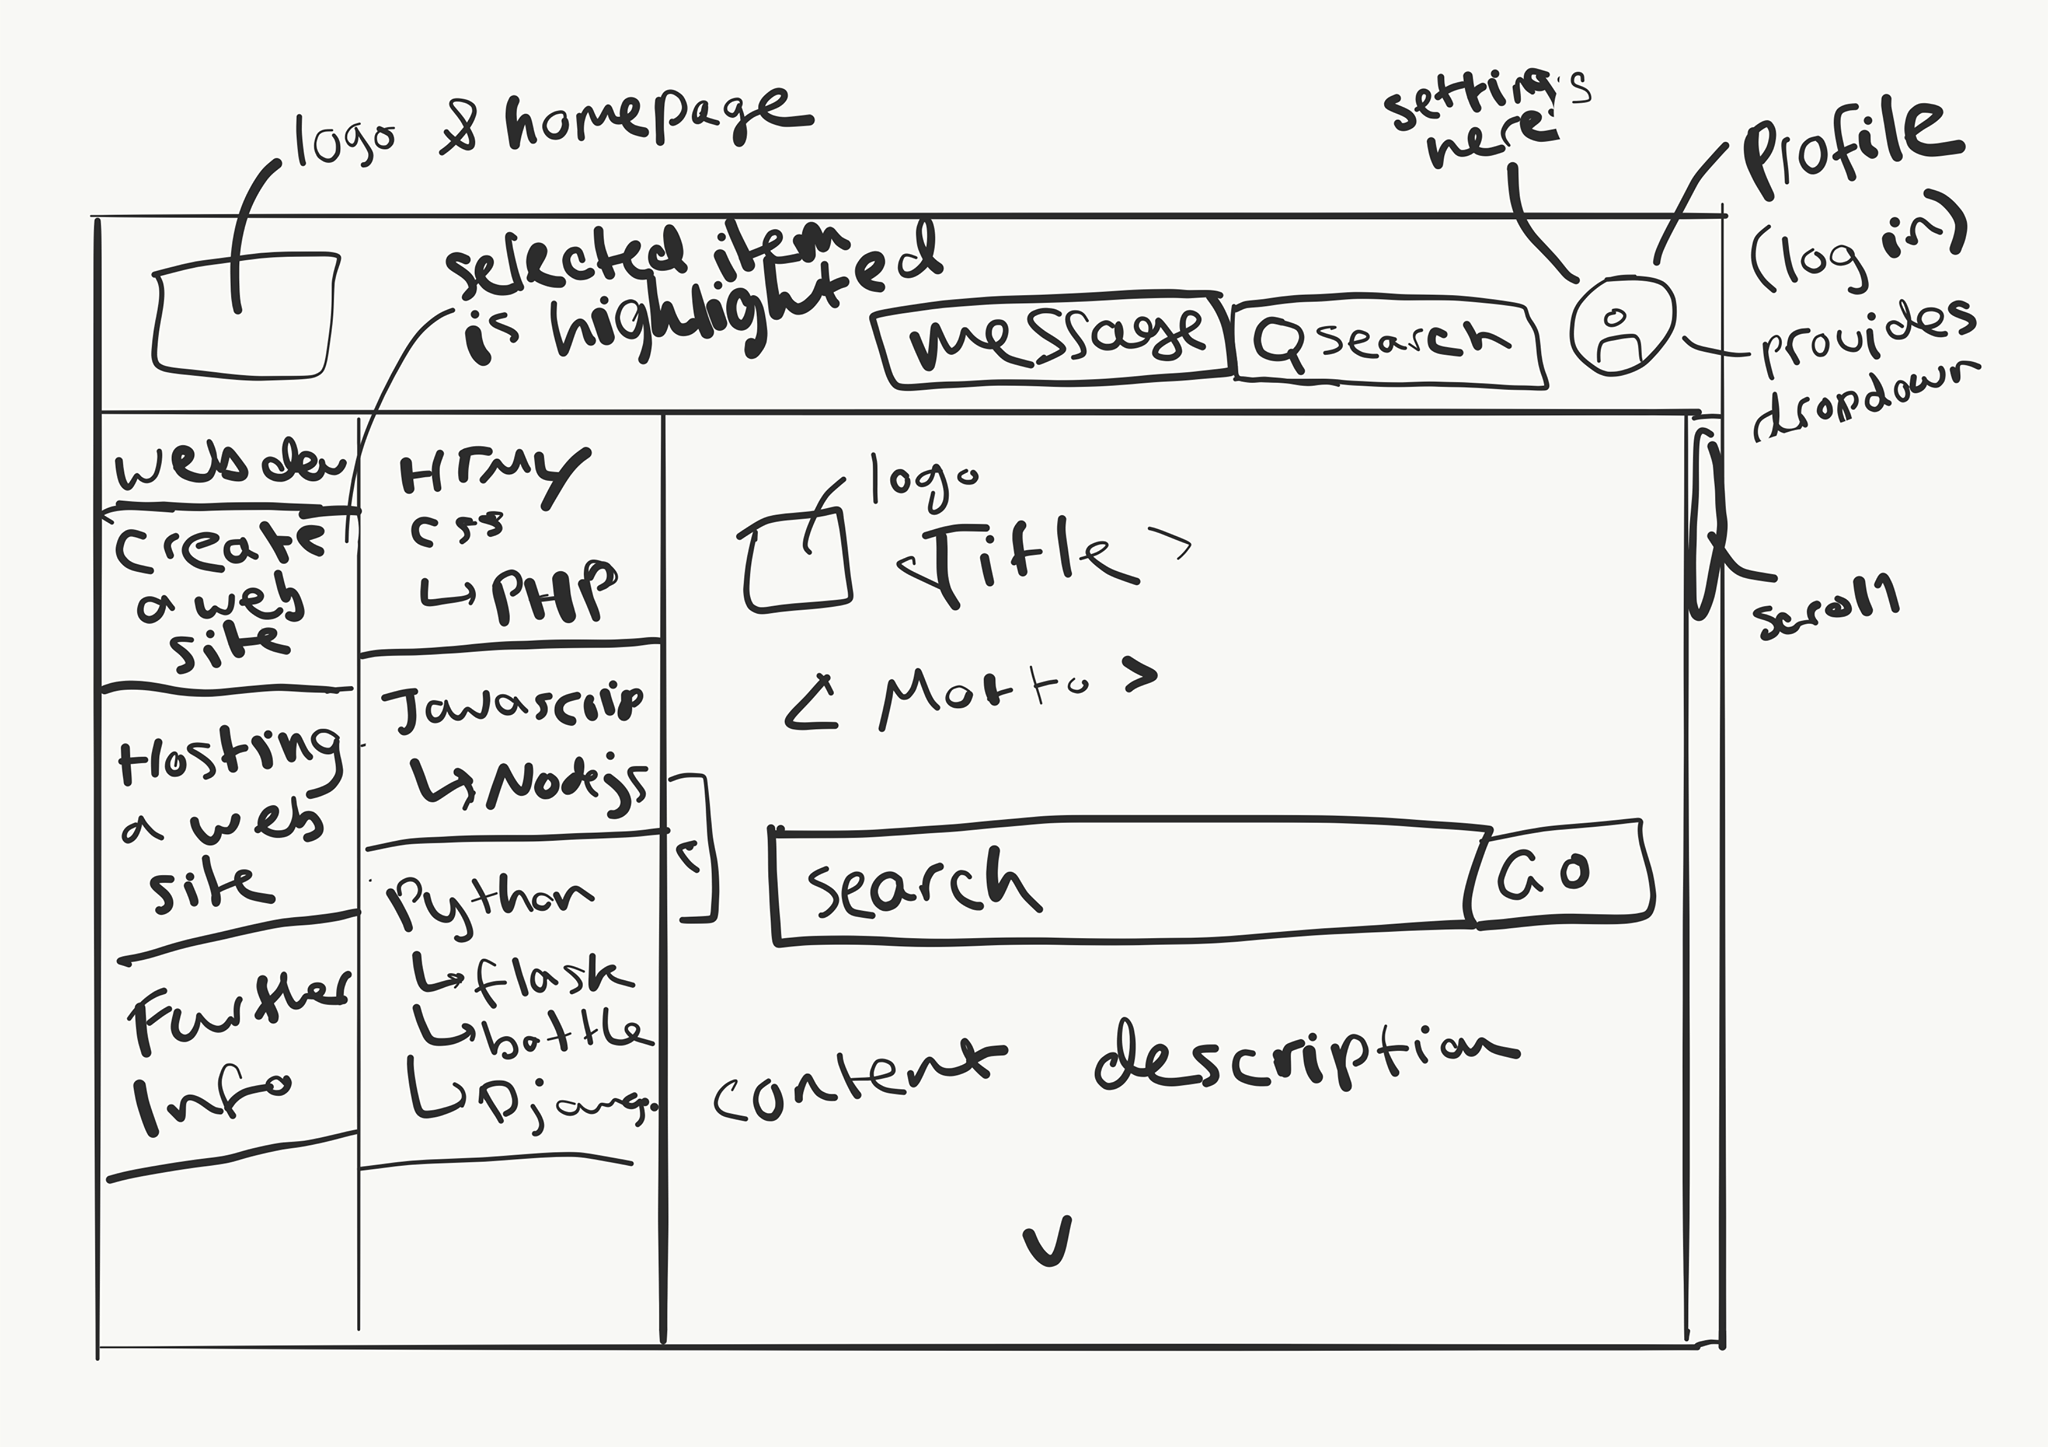 logo & homepage
settings
here
Profile
(log in)
provides
dropdown
selected item
is highlighted
message
search
web dev
create
a web
site
Hosting
a web
site
Further
Info
HTML/
css
↳ PHP
Javascrip
↳ Nodejs
Python
↳ flask
↳ bottle
↳ Djang.
logo
<Title>
< Motto >
search
GO
content description
scroll